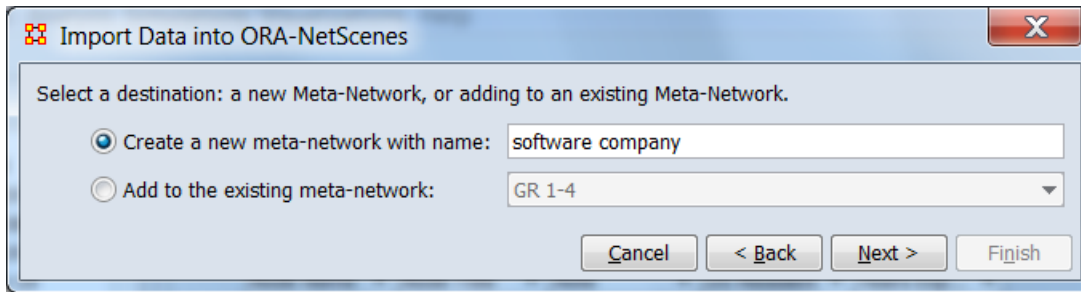 Import Data into ORA-NetScenes
X
Select a destination: a new Meta-Network, or adding to an existing Meta-Network.
Create a new meta-network with name: software company
Add to the existing meta-network: GR 1-4
Cancel < Back Next > Finish